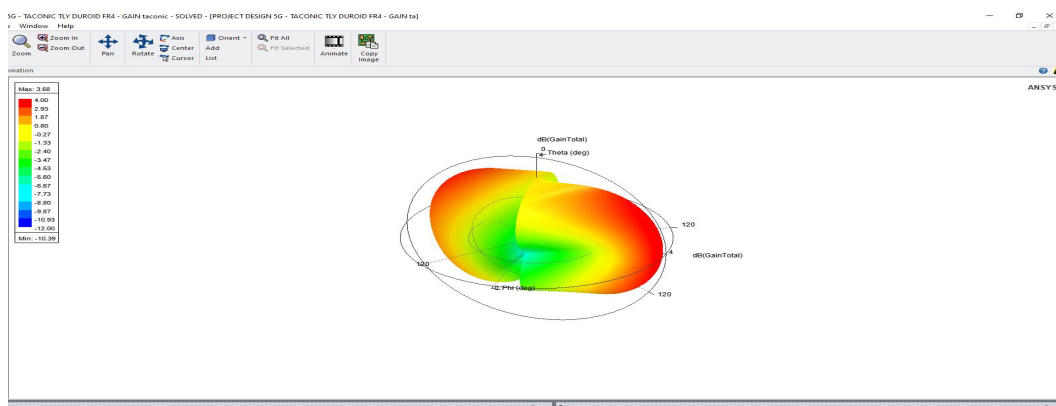 5G - TACONIC TLY DUROID FR4 - GAIN taconic - SOLVED - [PROJECT DESIGN 5G - TACONIC TLY DUROID FR4 - GAIN ta]
s Window Help
Zoom
Zoom In
Zoom Out
Pan
Rotate
Axis
Center
Cursor
Orient
Add
List
Fit All
Fit Selected
Animate
Copy
Image
mation
ANSYS
Max: 3.68
4.00
2.93
1.87
0.80
-0.27
-1.33
-2.40
-3.47
-4.53
-5.60
-6.67
-7.73
-8.80
-9.87
-10.93
-12.00
Min: -10.39
dB(GainTotal)
0
4 Theta (deg)
120
4 dB(GainTotal)
120
120
0 Phi (deg)